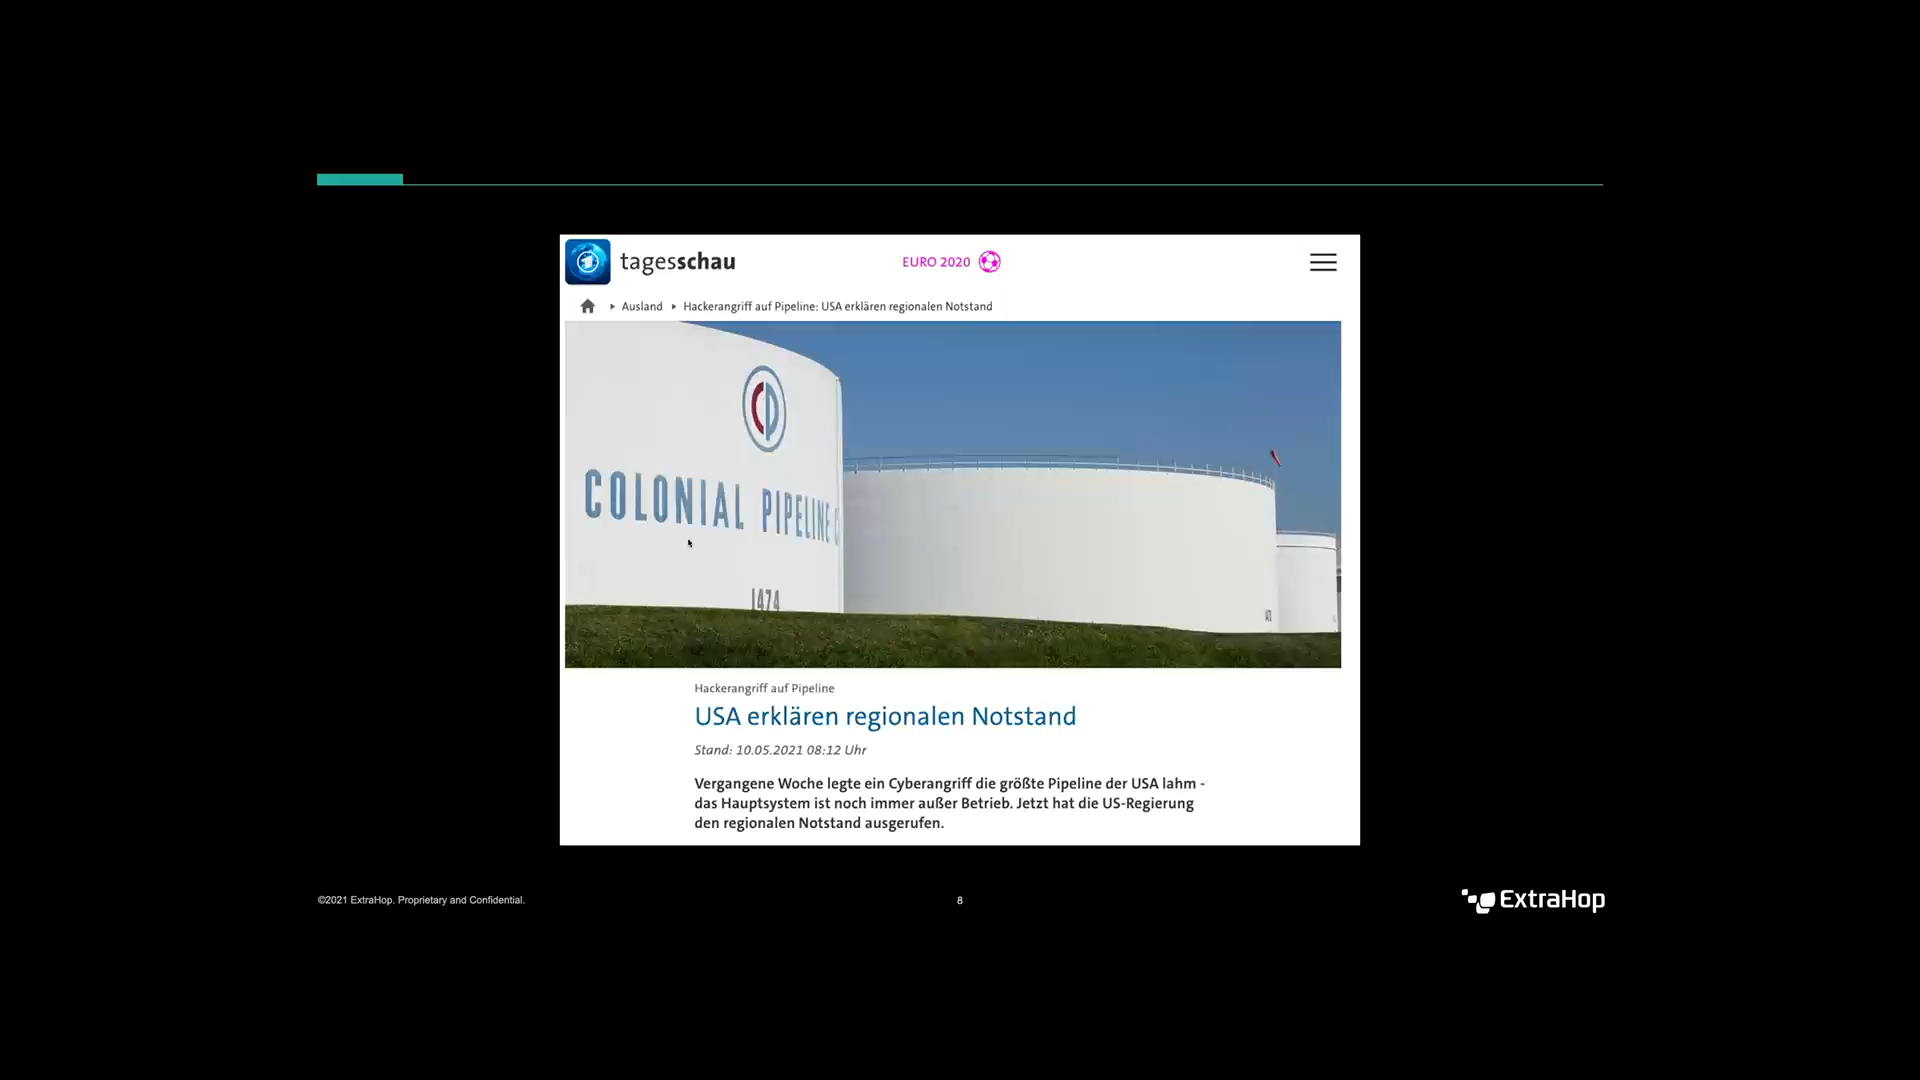 tagesschau
EURO 2020
Ausland
Hackerangriff auf Pipeline: USA erklären regionalen Notstand
CP
COLONIAL PIPELINE C
1474
Hackerangriff auf Pipeline
USA erklären regionalen Notstand
Stand: 10.05.2021 08:12 Uhr
Vergangene Woche legte ein Cyberangriff die größte Pipeline der USA lahm -
das Hauptsystem ist noch immer außer Betrieb. Jetzt hat die US-Regierung
den regionalen Notstand ausgerufen.
©2021 ExtraHop. Proprietary and Confidential.
8
ExtraHop